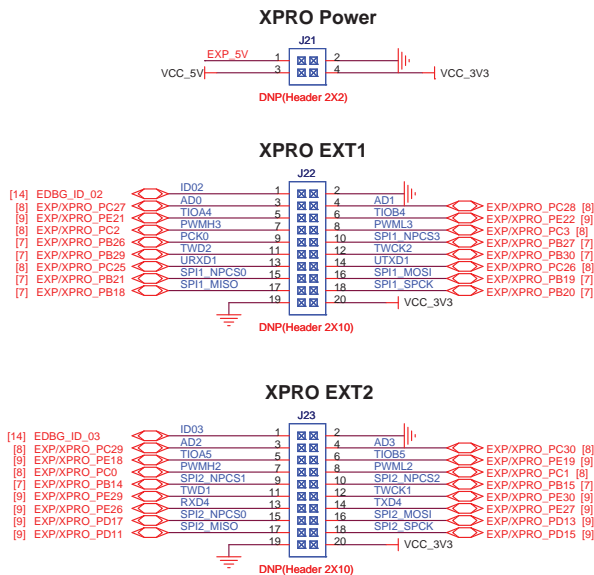 XPRO Power
J21
EXP_5V 1 2
VCC_5V 3 4 VCC_3V3
DNP(Header 2X2)
XPRO EXT1
J22
[14] EDBG_ID_02 ID02 1 2
[8] EXP/XPRO_PC27 AD0 3 4 AD1 EXP/XPRO_PC28 [8]
[9] EXP/XPRO_PE21 TIOA4 5 6 TIOB4 EXP/XPRO_PE22 [9]
[8] EXP/XPRO_PC2 PWMH3 7 8 PWML3 EXP/XPRO_PC3 [8]
[7] EXP/XPRO_PB26 PCK0 9 10 SPI1_NPCS3 EXP/XPRO_PB27 [7]
[7] EXP/XPRO_PB29 TWD2 11 12 TWCK2 EXP/XPRO_PB30 [7]
[8] EXP/XPRO_PC25 URXD1 13 14 UTXD1 EXP/XPRO_PC26 [8]
[7] EXP/XPRO_PB21 SPI1_NPCS0 15 16 SPI1_MOSI EXP/XPRO_PB19 [7]
[7] EXP/XPRO_PB18 SPI1_MISO 17 18 SPI1_SPCK EXP/XPRO_PB20 [7]
19 20 VCC_3V3
DNP(Header 2X10)
XPRO EXT2
J23
[14] EDBG_ID_03 ID03 1 2
[8] EXP/XPRO_PC29 AD2 3 4 AD3 EXP/XPRO_PC30 [8]
[9] EXP/XPRO_PE18 TIOA5 5 6 TIOB5 EXP/XPRO_PE19 [9]
[8] EXP/XPRO_PC0 PWMH2 7 8 PWML2 EXP/XPRO_PC1 [8]
[7] EXP/XPRO_PB14 SPI2_NPCS1 9 10 SPI2_NPCS2 EXP/XPRO_PB15 [7]
[9] EXP/XPRO_PE29 TWD1 11 12 TWCK1 EXP/XPRO_PE30 [9]
[9] EXP/XPRO_PE26 RXD4 13 14 TXD4 EXP/XPRO_PE27 [9]
[9] EXP/XPRO_PD17 SPI2_NPCS0 15 16 SPI2_MOSI EXP/XPRO_PD13 [9]
[9] EXP/XPRO_PD11 SPI2_MISO 17 18 SPI2_SPCK EXP/XPRO_PD15 [9]
19 20 VCC_3V3
DNP(Header 2X10)